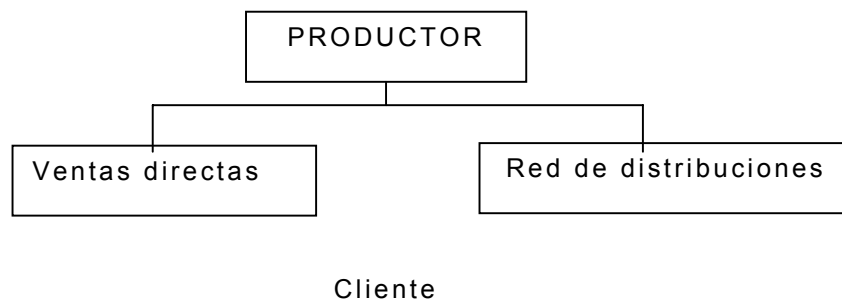 PRODUCTOR
Ventas directas
Red de distribuciones
Cliente